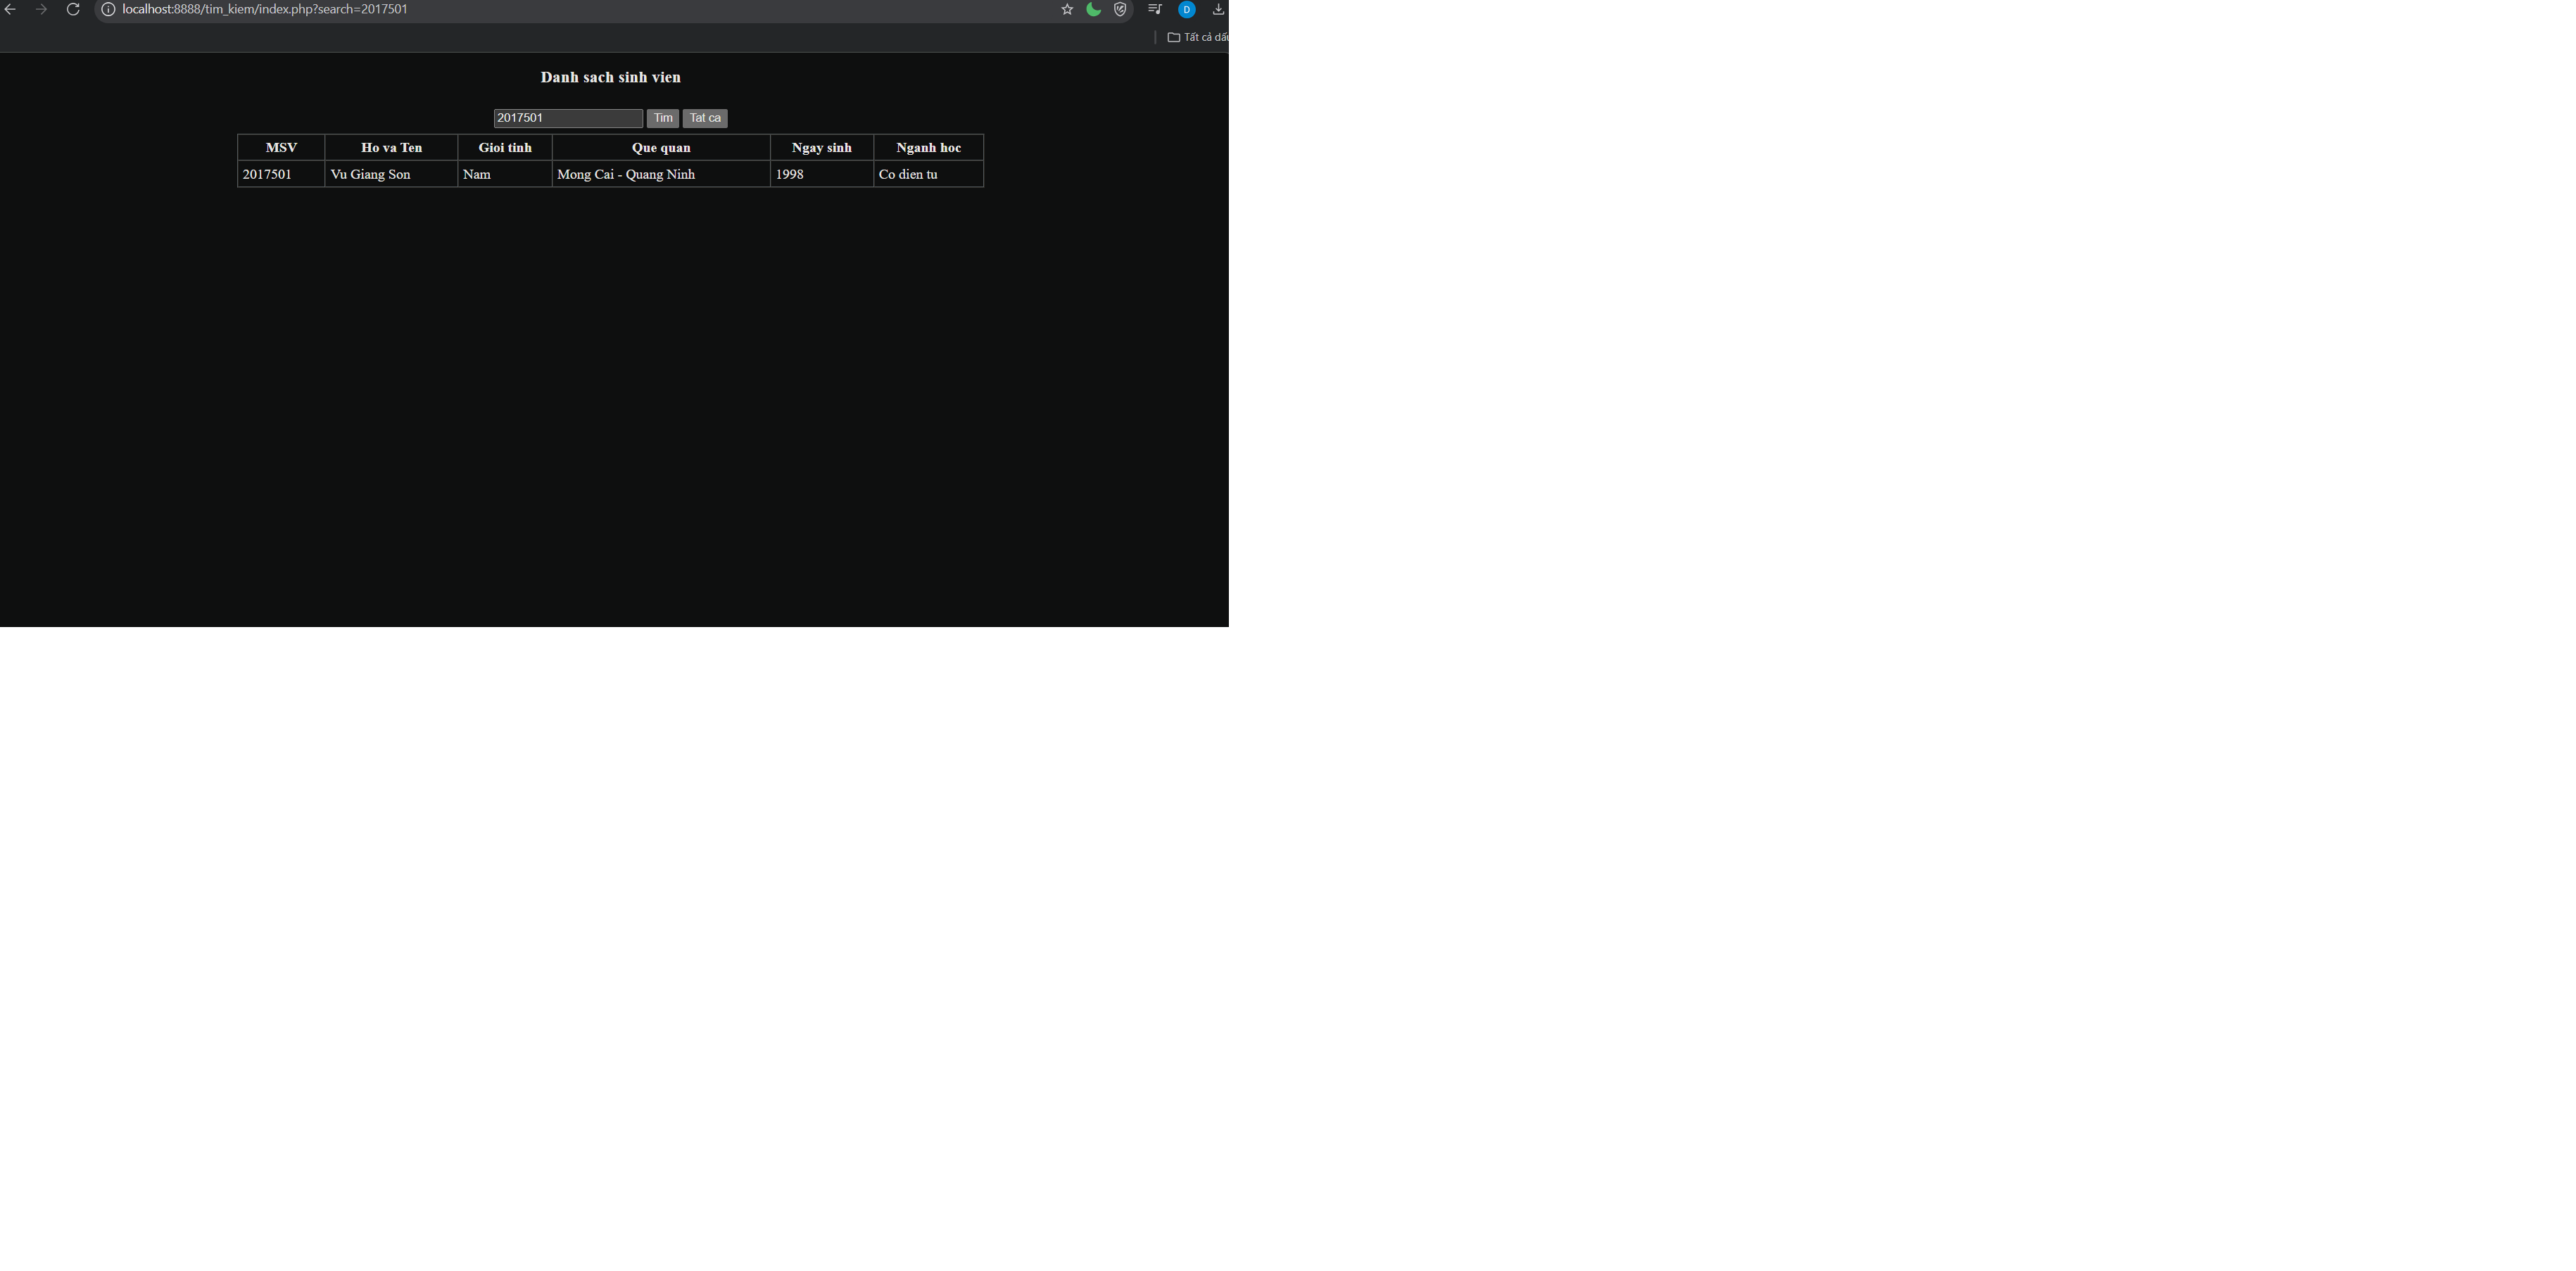 localhost:8888/tim_kiem/index.php?search=2017501
D
Tất cả dấu
Danh sach sinh vien
2017501 Tim Tat ca
MSV Ho va Ten Gioi tinh Que quan Ngay sinh Nganh hoc
2017501 Vu Giang Son Nam Mong Cai - Quang Ninh 1998 Co dien tu